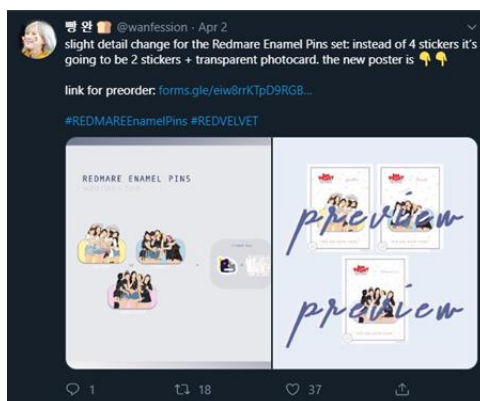 빵 완 🍞 @wanfession · Apr 2
slight detail change for the Redmare Enamel Pins set: instead of 4 stickers it's
going to be 2 stickers + transparent photocard. the new poster is 👇👇
link for preorder: forms.gle/eiw8rrKTpD9RGB...
#REDMAREEnamelPins #REDVELVET
REDMARE ENAMEL PINS
preview
preview
1 18 37